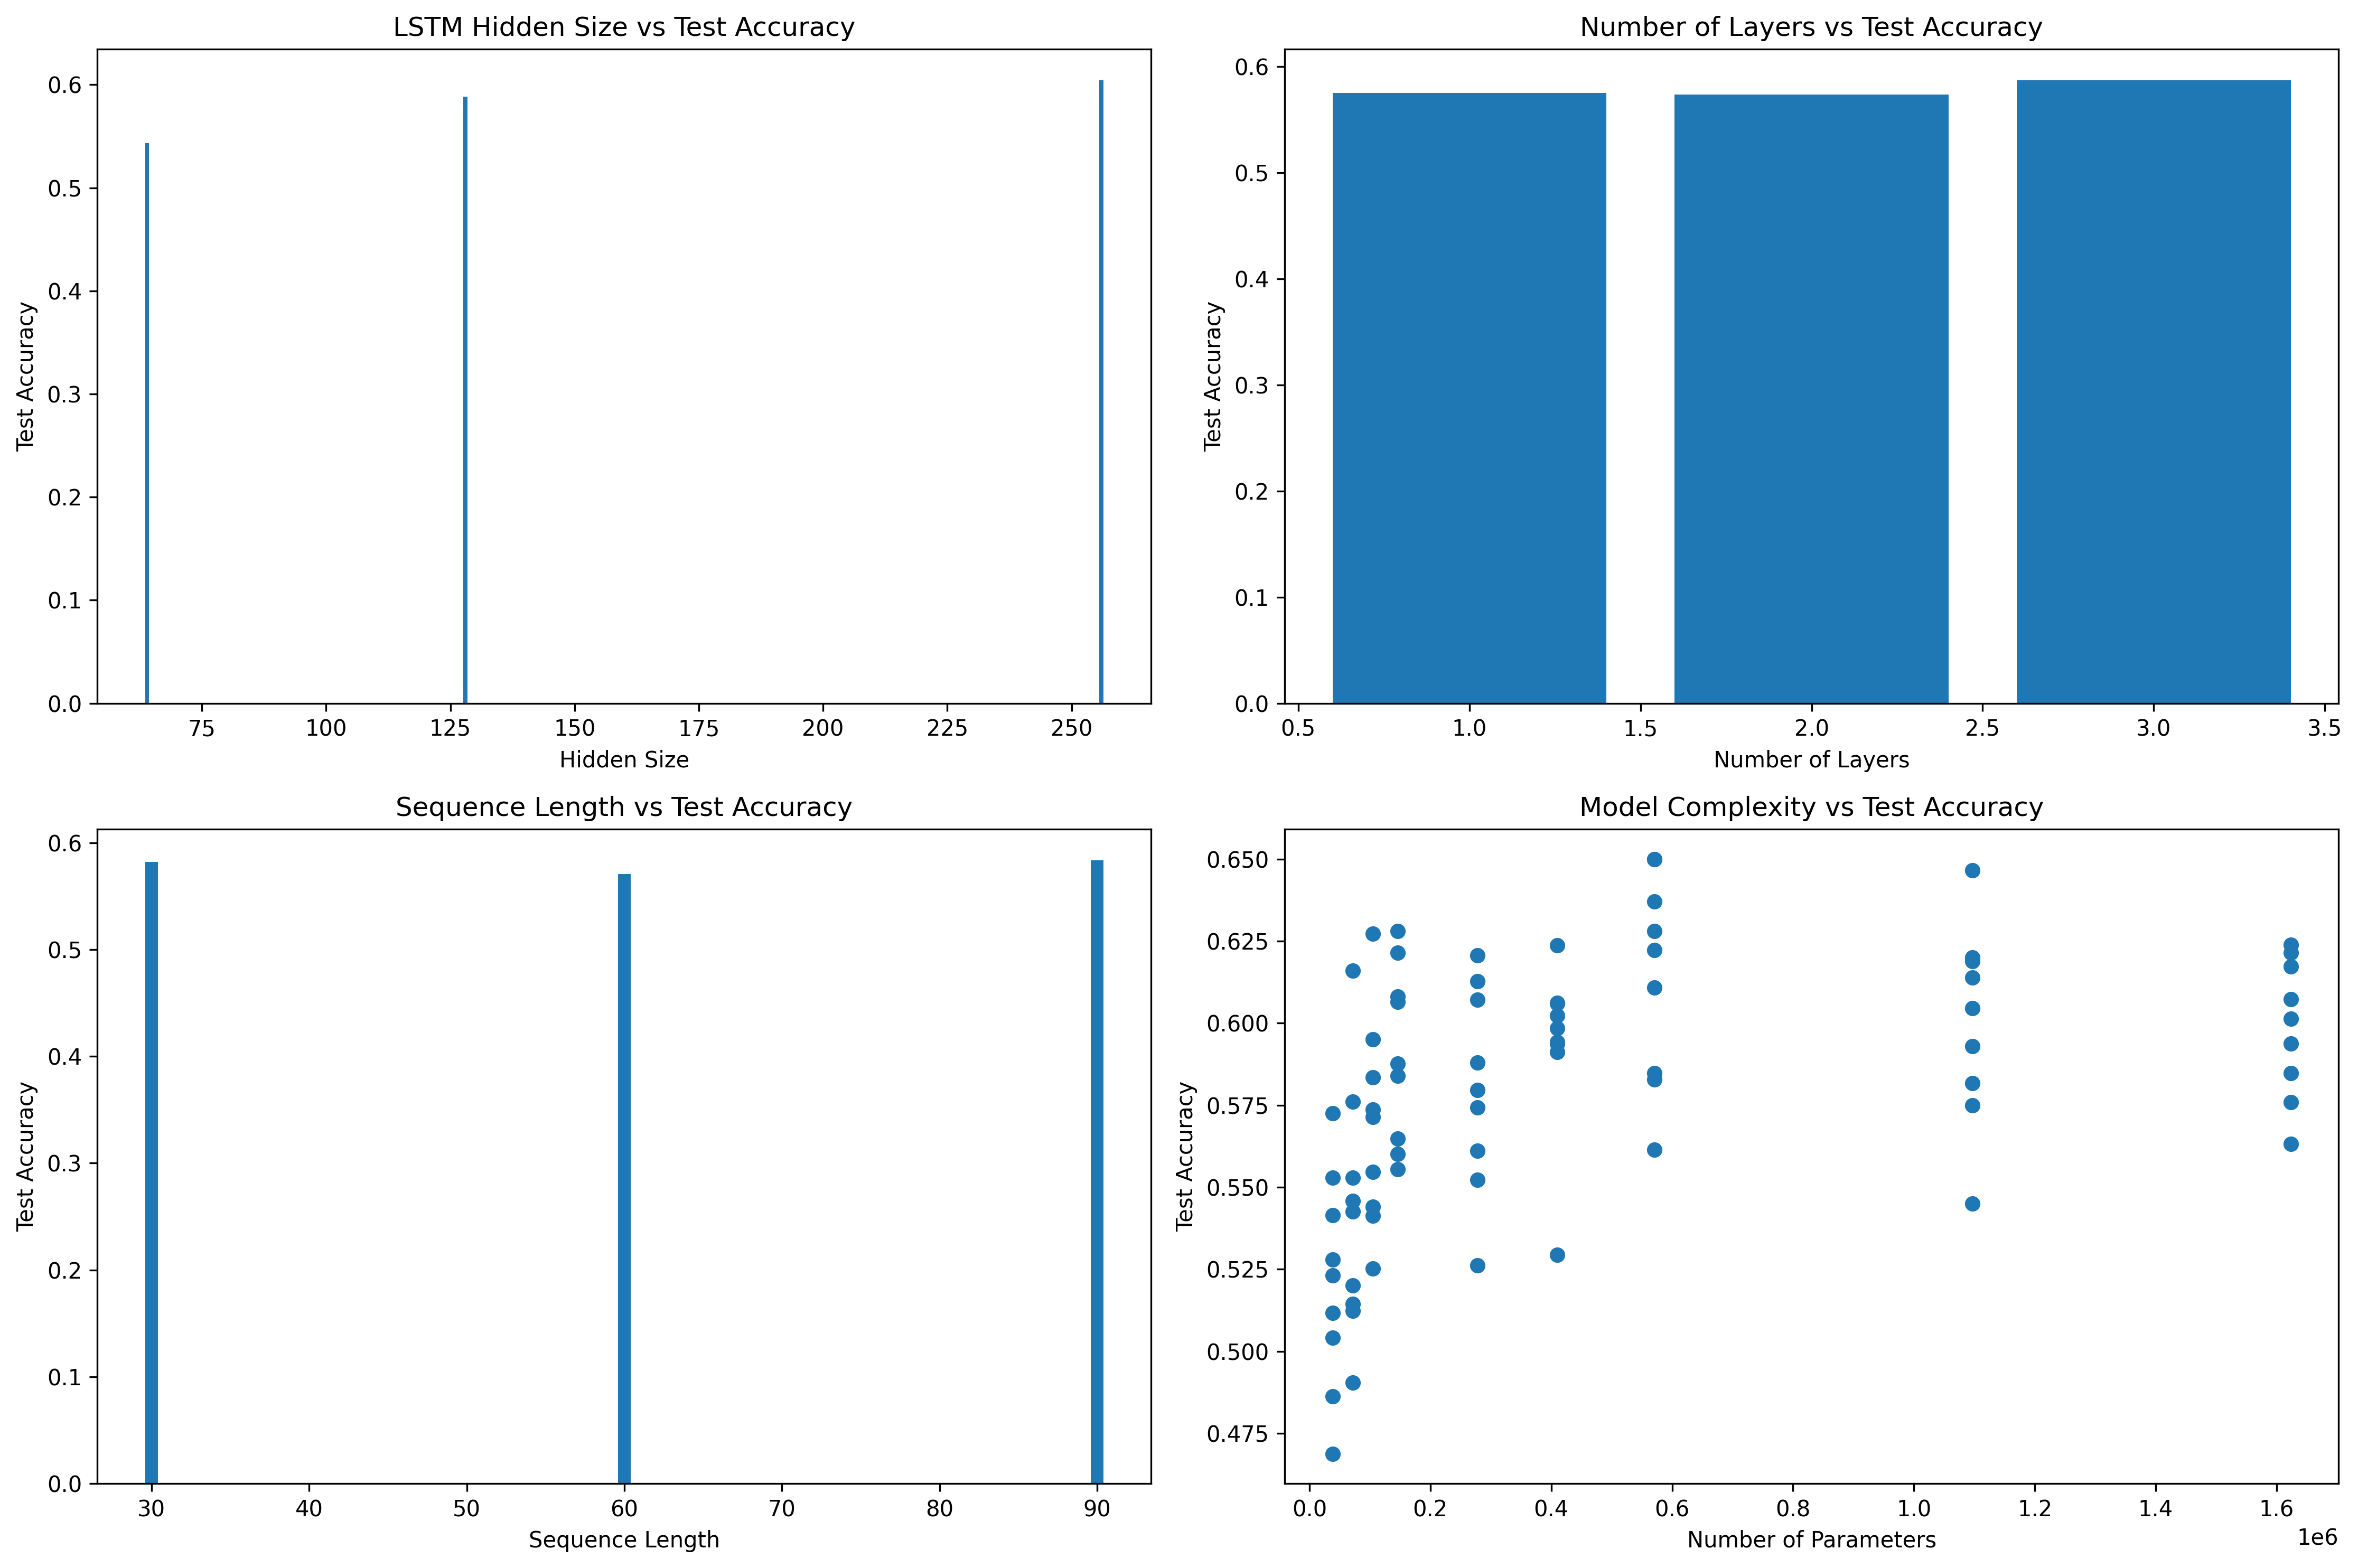 LSTM Hidden Size vs Test Accuracy
Test Accuracy
0.6
0.5
0.4
0.3
0.2
0.1
0.0
75 100 125 150 175 200 225 250
Hidden Size
Number of Layers vs Test Accuracy
Test Accuracy
0.6
0.5
0.4
0.3
0.2
0.1
0.0
0.5 1.0 1.5 2.0 2.5 3.0 3.5
Number of Layers
Sequence Length vs Test Accuracy
Test Accuracy
0.6
0.5
0.4
0.3
0.2
0.1
0.0
30 40 50 60 70 80 90
Sequence Length
Model Complexity vs Test Accuracy
Test Accuracy
0.650
0.625
0.600
0.575
0.550
0.525
0.500
0.475
0.0 0.2 0.4 0.6 0.8 1.0 1.2 1.4 1.6
1e6
Number of Parameters